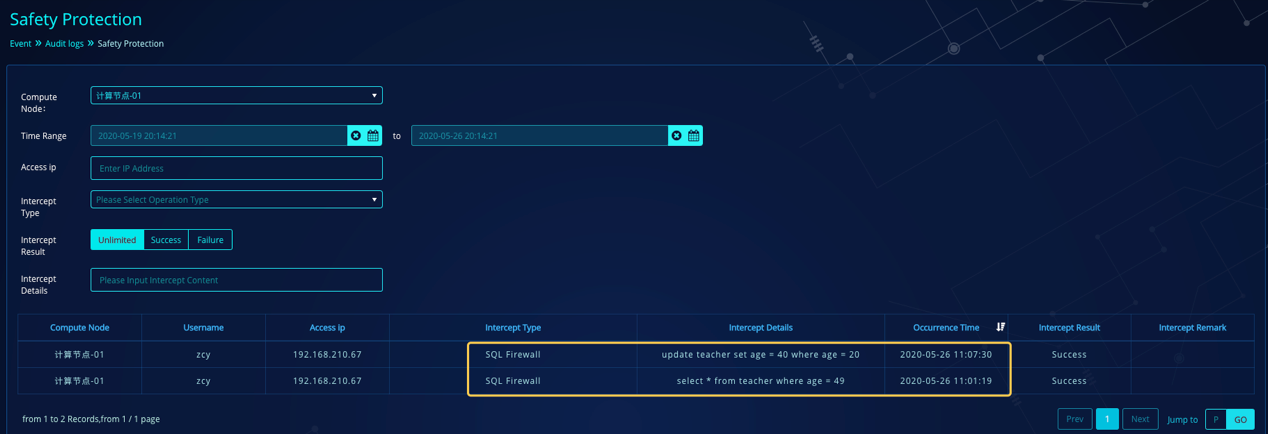 Safety Protection
Event » Audit logs » Safety Protection
Compute Node: 计算节点-01
Time Range 2020-05-19 20:14:21 to 2020-05-26 20:14:21
Access ip Enter IP Address
Intercept Type Please Select Operation Type
Intercept Result Unlimited Success Failure
Intercept Details Please Input Intercept Content
Compute Node Username Access Ip Intercept Type Intercept Details Occurrence Time Intercept Result Intercept Remark
计算节点-01 zcy 192.168.210.67 SQL Firewall update teacher set age = 40 where age = 20 2020-05-26 11:07:30 Success
计算节点-01 zcy 192.168.210.67 SQL Firewall select * from teacher where age = 49 2020-05-26 11:01:19 Success
from 1 to 2 Records,from 1 / 1 page Prev 1 Next Jump to P GO